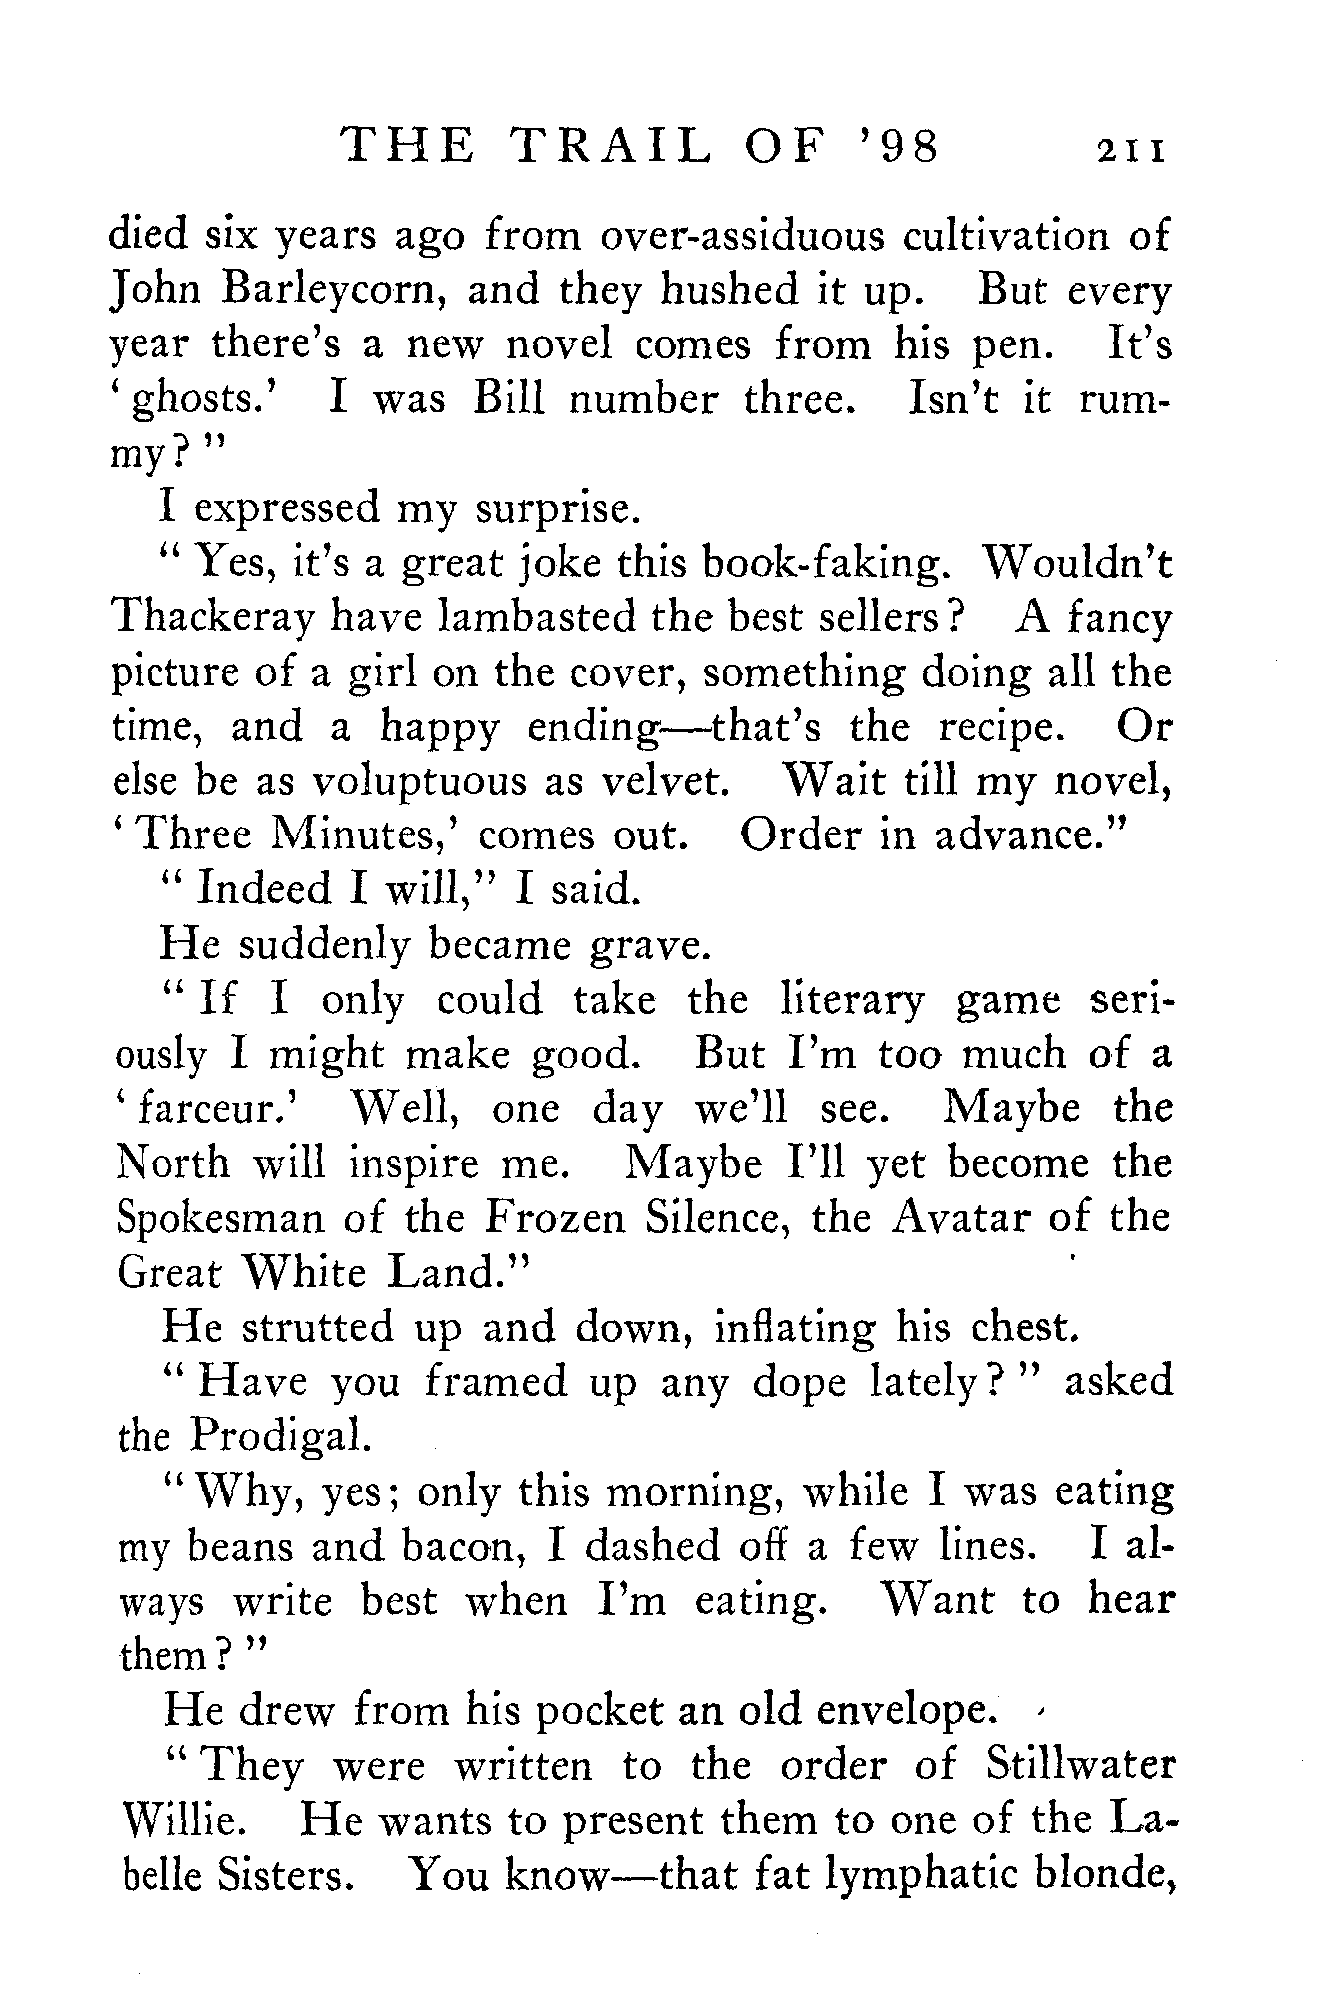 THE TRAIL OF ’98 211
died six years ago from over-assiduous cultivation of
John Barleycorn, and they hushed it up. But every
year there’s a new novel comes from his pen. It’s
‘ ghosts.’ I was Bill number three. Isn’t it rum-
my? ”
I expressed my surprise.
“ Yes, it’s a great joke this book-faking. Wouldn’t
Thackeray have lambasted the best sellers? A fancy
picture of a girl on the cover, something doing all the
time, and a happy ending—that’s the recipe. Or
else be as voluptuous as velvet. Wait till my novel,
‘ Three Minutes,’ comes out. Order in advance.”
“ Indeed I will,” I said.
He suddenly became grave.
“ If I only could take the literary game seri-
ously I might make good. But I’m too much of a
‘ farceur.’ Well, one day we’ll see. Maybe the
North will inspire me. Maybe I’ll yet become the
Spokesman of the Frozen Silence, the Avatar of the
Great White Land.”
He strutted up and down, inflating his chest.
“ Have you framed up any dope lately? ” asked
the Prodigal.
“ Why, yes; only this morning, while I was eating
my beans and bacon, I dashed off a few lines. I al-
ways write best when I’m eating. Want to hear
them? ”
He drew from his pocket an old envelope.
“ They were written to the order of Stillwater
Willie. He wants to present them to one of the La-
belle Sisters. You know—that fat lymphatic blonde,